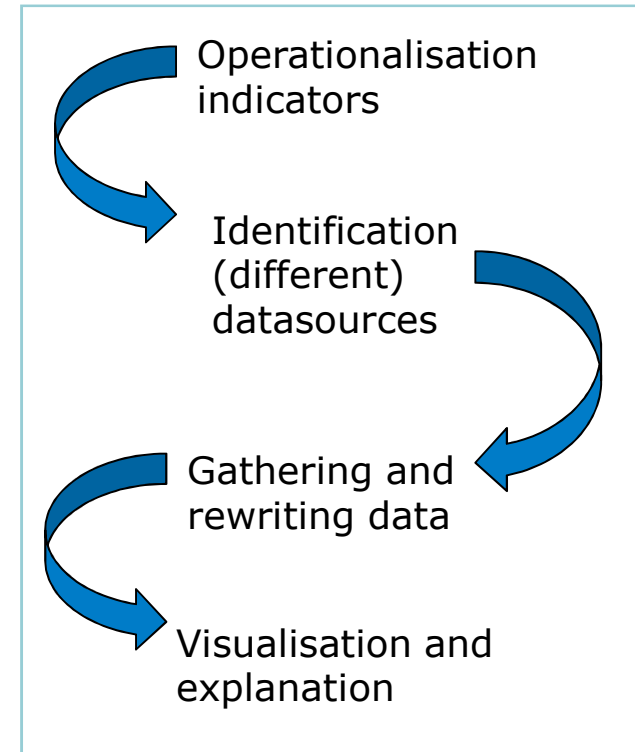 Operationalisation
indicators
Identification
(different)
datasources
Gathering and
rewriting data
Visualisation and
explanation